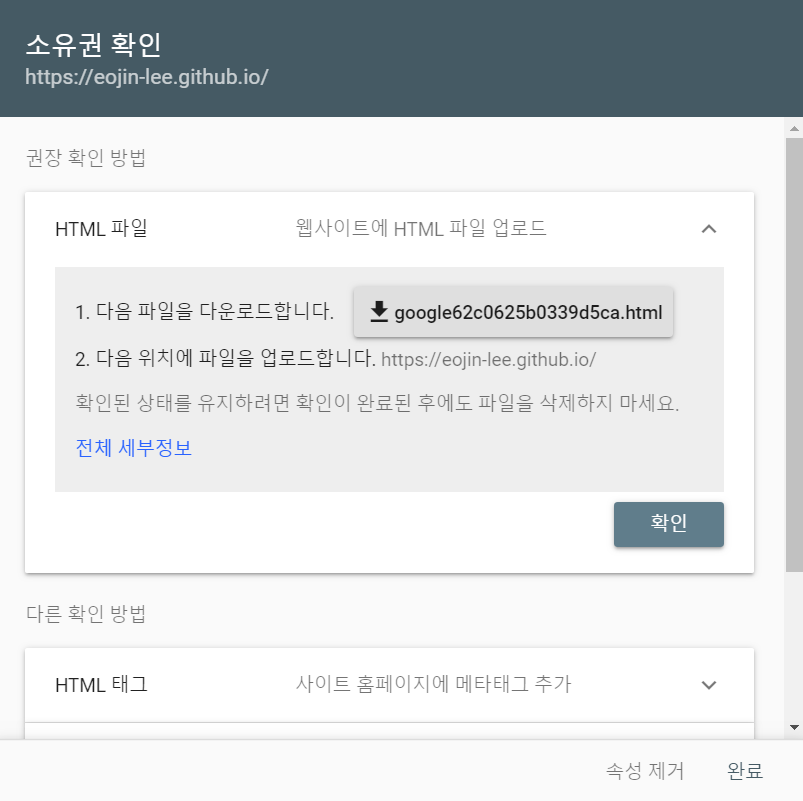 소유권 확인
https://eojin-lee.github.io/
권장 확인 방법
HTML 파일 웹사이트에 HTML 파일 업로드
1. 다음 파일을 다운로드합니다. google62c0625b0339d5ca.html
2. 다음 위치에 파일을 업로드합니다. https://eojin-lee.github.io/
확인된 상태를 유지하려면 확인이 완료된 후에도 파일을 삭제하지 마세요.
전체 세부정보
확인
다른 확인 방법
HTML 태그 사이트 홈페이지에 메타태그 추가
속성 제거 완료